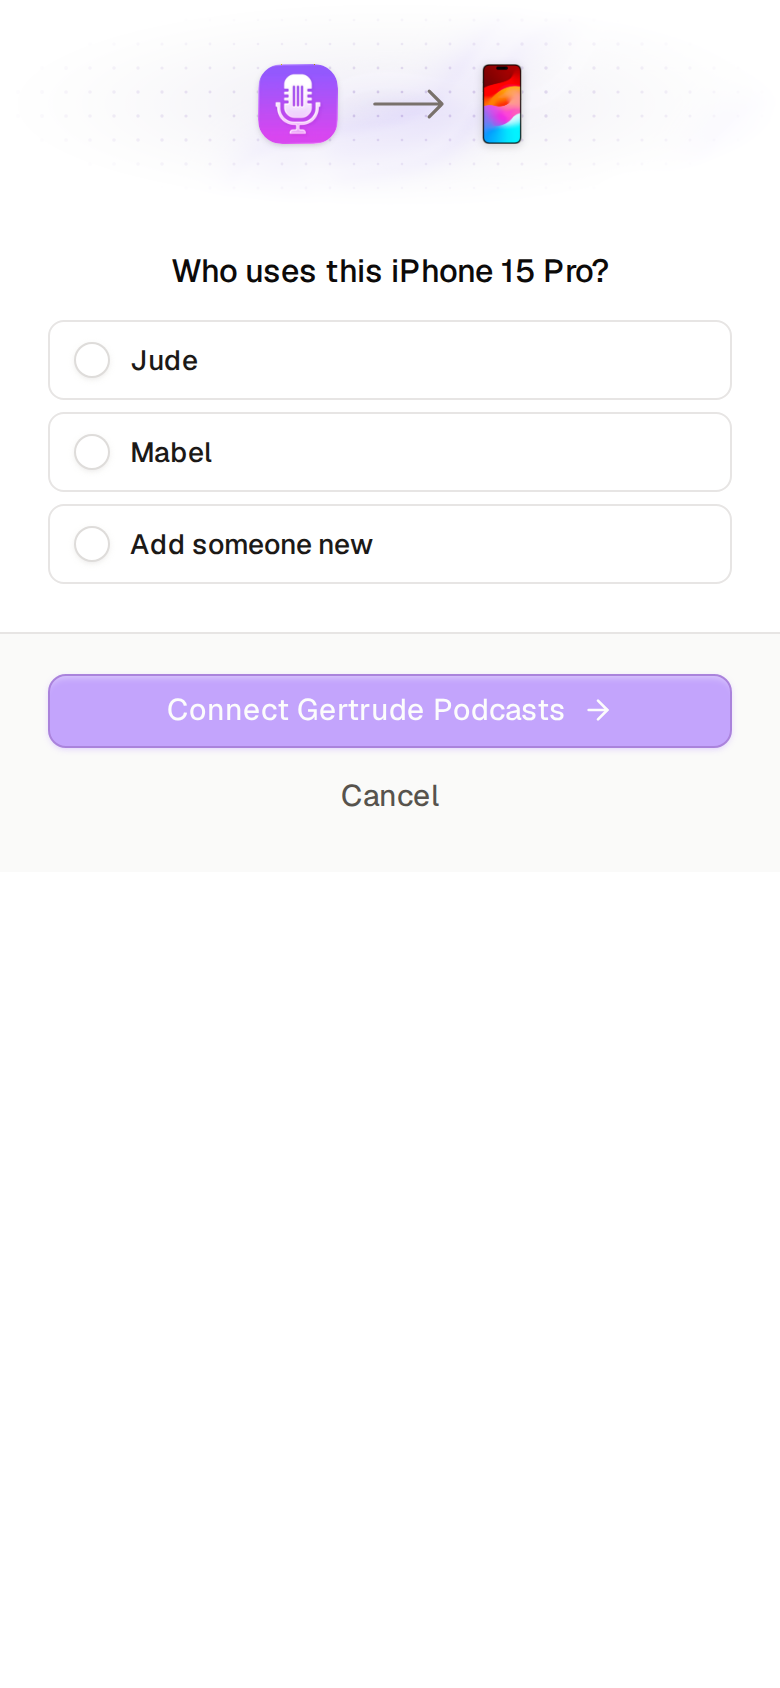 Who uses this iPhone 15 Pro?
Jude
Mabel
Add someone new
Connect Gertrude Podcasts
Cancel